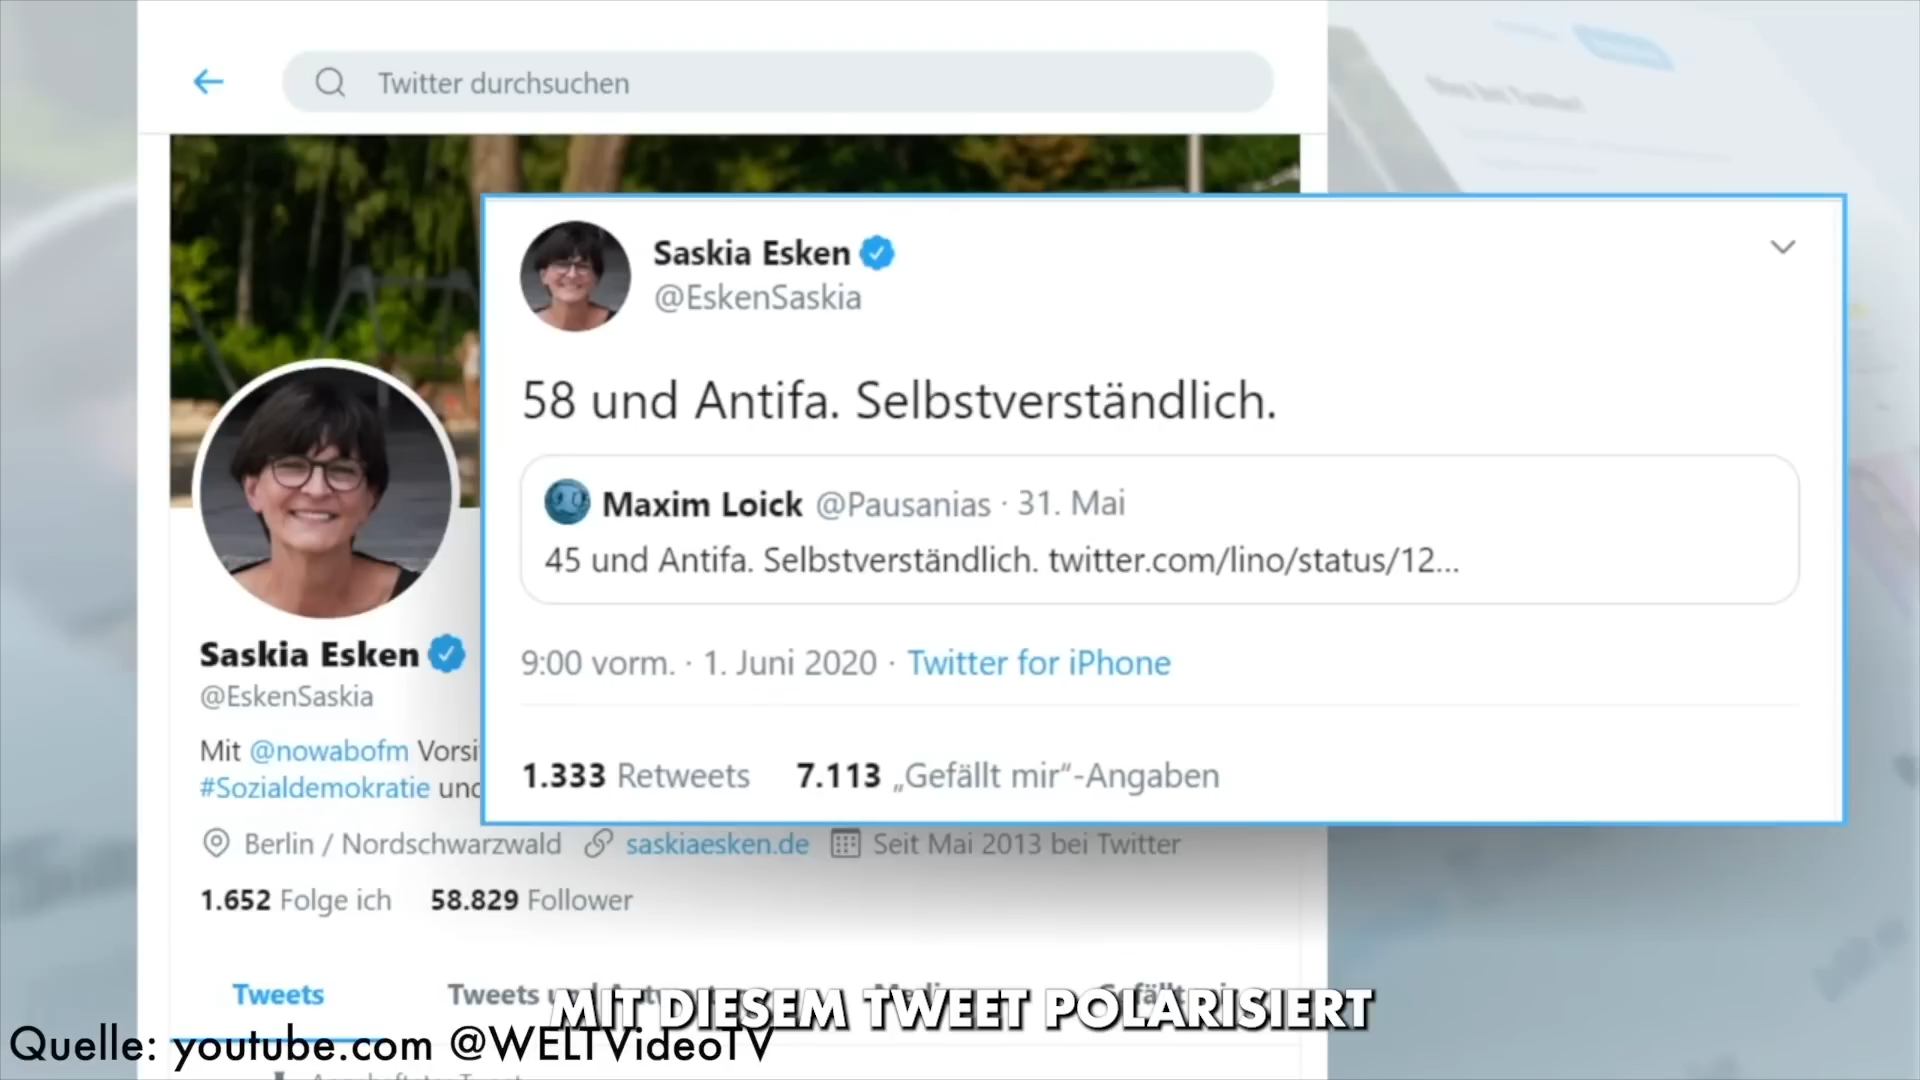 Twitter durchsuchen
Saskia Esken
@EskenSaskia
58 und Antifa. Selbstverständlich.
Maxim Loick @Pausanias · 31. Mai
45 und Antifa. Selbstverständlich. twitter.com/lino/status/12...
9:00 vorm. · 1. Juni 2020 · Twitter for iPhone
1.333 Retweets 7.113 „Gefällt mir“-Angaben
Saskia Esken
@EskenSaskia
Mit @nowabofm
#Sozialdemokratie und
Berlin / Nordschwarzwald saskiaesken.de Seit Mai 2013 bei Twitter
1.652 Folge ich 58.829 Follower
Tweets Tweets
MIT DIESEM TWEET POLARISIERT
Quelle: youtube.com @WELTVideoTV